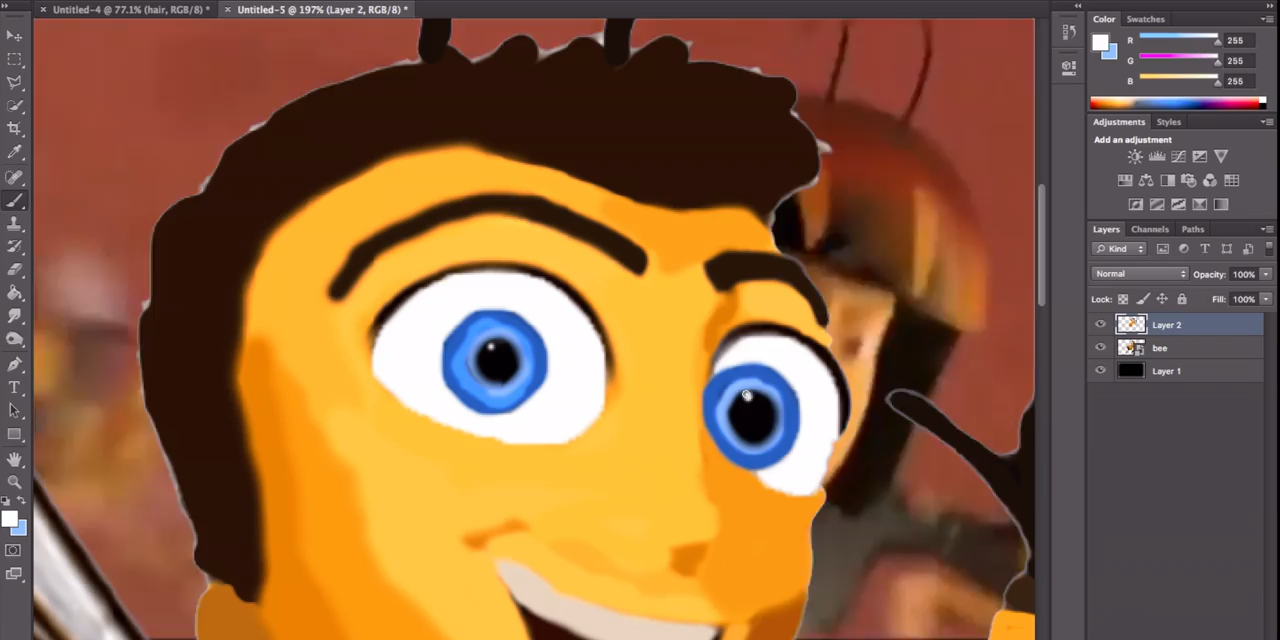 Untitled-4 @ 77.1% (hair, RGB/8) *
Untitled-5 @ 197% (Layer 2, RGB/8) *
Color
Swatches
R
255
G
255
B
255
Adjustments
Styles
Add an adjustment
Layers
Channels
Paths
Kind
T
Normal
Opacity: 100%
Lock:
Fill: 100%
Layer 2
bee
Layer 1